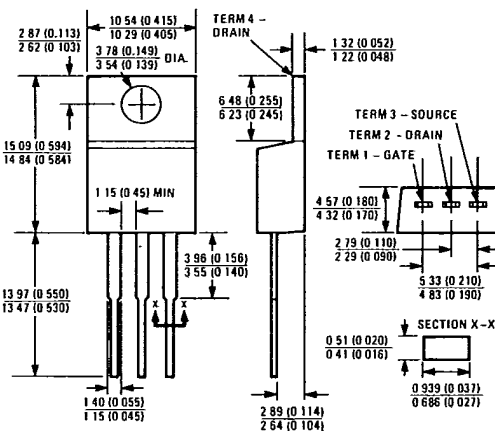 10 54 (0 415)
10 29 (0 405)
2 87 (0 113)
2 62 (0 103)
3 78 (0.149)
3 54 (0 139)
DIA.
TERM 4 –
DRAIN
1 32 (0 052)
1 22 (0 048)
6 48 (0 255)
6 23 (0 245)
15 09 (0 594)
14 84 (0 584)
TERM 3 – SOURCE
TERM 2 - DRAIN
TERM 1 – GATE
1 15 (0 45) MIN
4 57 (0 180)
4 32 (0 170)
2 79 (0 110)
2 29 (0 090)
3 96 (0 156)
3 55 (0 140)
5 33 (0 210)
4 83 (0 190)
13 97 (0 550)
13 47 (0 530)
X X
SECTION X–X
0 51 (0 020)
0 41 (0 016)
1 40 (0 055)
1 15 (0 045)
2 89 (0 114)
2 64 (0 104)
0 939 (0 037)
0 686 (0 027)